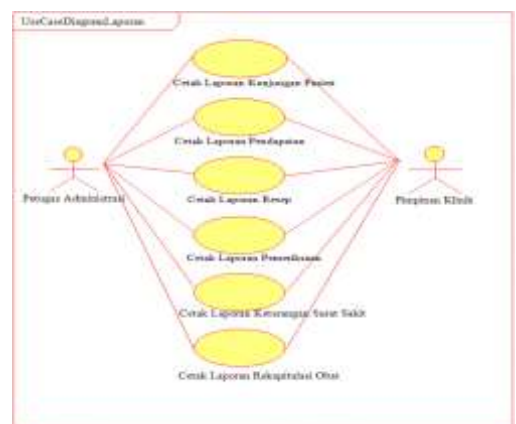 UseCaseDiagramLaporan
Cetak Laporan Kunjungan Pasien
Cetak Laporan Pendapatan
Cetak Laporan Resep
Petugas Administrasi
Pimpinan Klinik
Cetak Laporan Pemeriksaan
Cetak Laporan Keterangan Surat Sakit
Cetak Laporan Rekapitulasi Obat